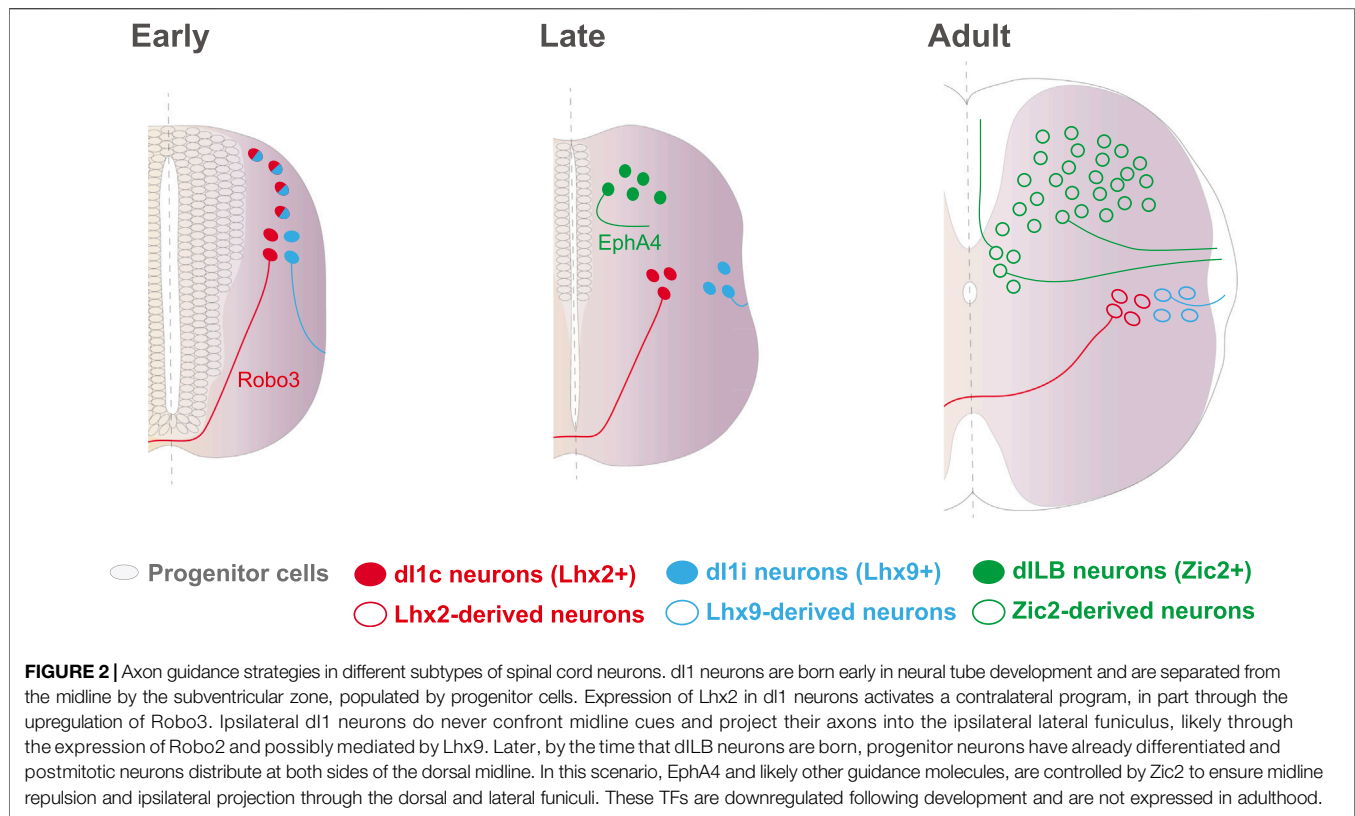 Early Late Adult
EphA4
Robo3
Progenitor cells dI1c neurons (Lhx2+) dI1i neurons (Lhx9+) dILB neurons (Zic2+)
Lhx2-derived neurons Lhx9-derived neurons Zic2-derived neurons
FIGURE 2 | Axon guidance strategies in different subtypes of spinal cord neurons. dI1 neurons are born early in neural tube development and are separated from
the midline by the subventricular zone, populated by progenitor cells. Expression of Lhx2 in dI1 neurons activates a contralateral program, in part through the
upregulation of Robo3. Ipsilateral dI1 neurons do never confront midline cues and project their axons into the ipsilateral lateral funiculus, likely through
the expression of Robo2 and possibly mediated by Lhx9. Later, by the time that dILB neurons are born, progenitor neurons have already differentiated and
postmitotic neurons distribute at both sides of the dorsal midline. In this scenario, EphA4 and likely other guidance molecules, are controlled by Zic2 to ensure midline
repulsion and ipsilateral projection through the dorsal and lateral funiculi. These TFs are downregulated following development and are not expressed in adulthood.